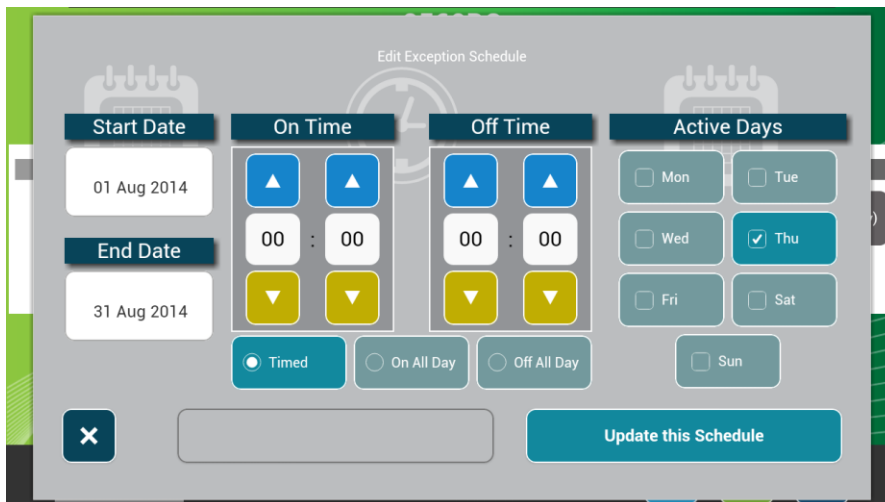 Edit Exception Schedule
Start Date
On Time
Off Time
Active Days
01 Aug 2014
End Date
31 Aug 2014
00 : 00
00 : 00
Mon
Tue
Wed
Thu
Fri
Sat
Sun
Timed
On All Day
Off All Day
Update this Schedule